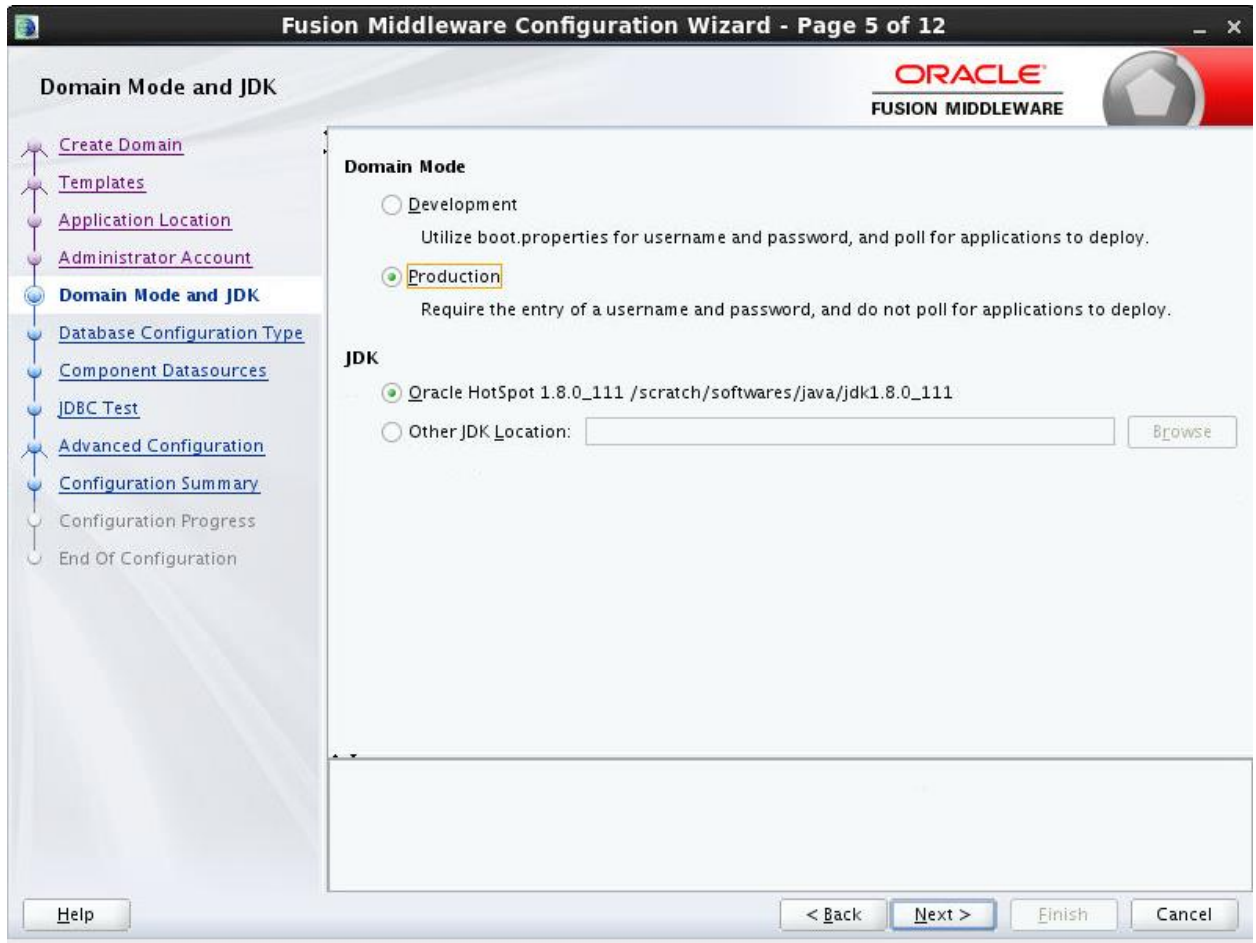 Fusion Middleware Configuration Wizard - Page 5 of 12
Domain Mode and JDK
ORACLE
FUSION MIDDLEWARE
Create Domain
Templates
Application Location
Administrator Account
Domain Mode and JDK
Database Configuration Type
Component Datasources
JDBC Test
Advanced Configuration
Configuration Summary
Configuration Progress
End Of Configuration
Domain Mode
Development
Utilize boot.properties for username and password, and poll for applications to deploy.
Production
Require the entry of a username and password, and do not poll for applications to deploy.
JDK
Oracle HotSpot 1.8.0_111 /scratch/softwares/java/jdk1.8.0_111
Other JDK Location:
Browse
Help
< Back
Next >
Finish
Cancel